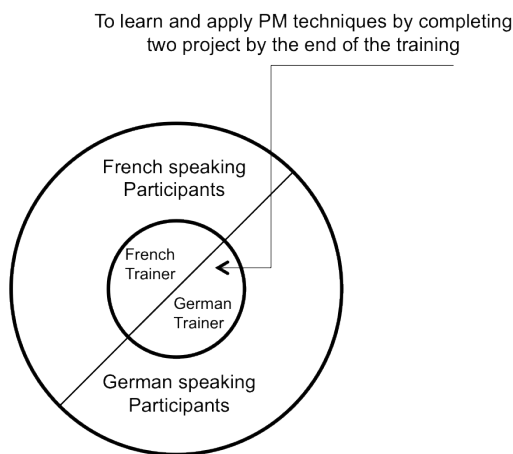 To learn and apply PM techniques by completing
two project by the end of the training
French speaking
Participants
French
Trainer
German
Trainer
German speaking
Participants